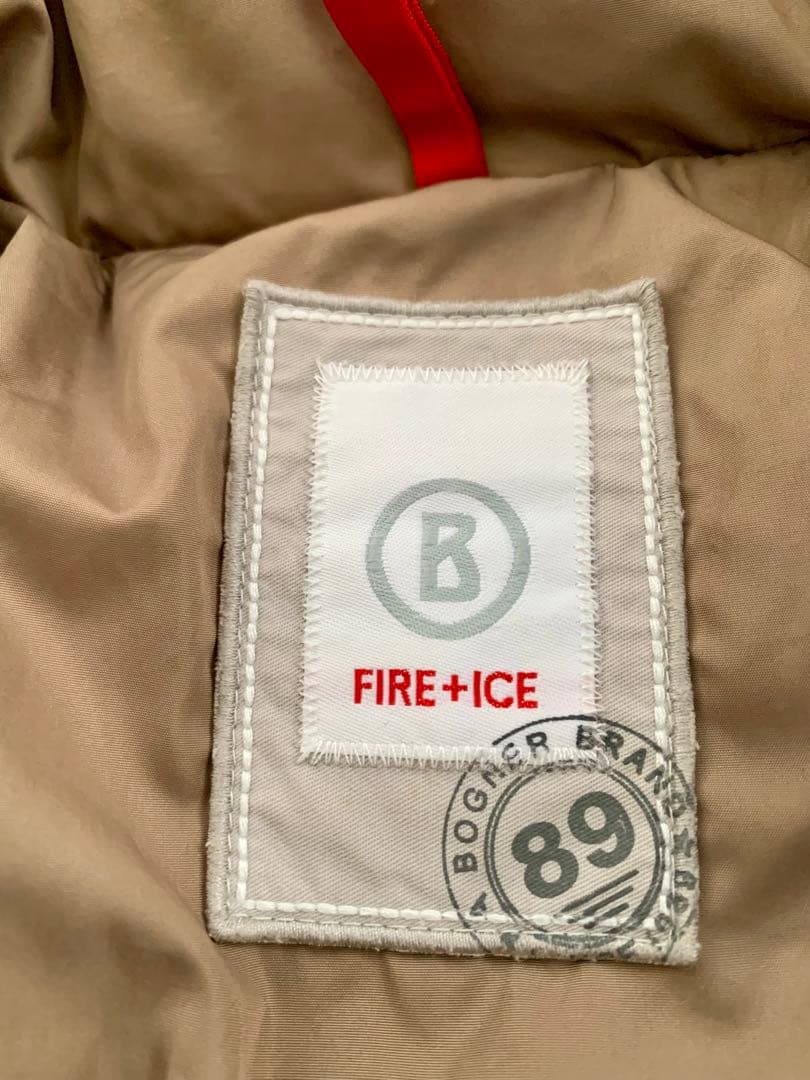 B
FIRE+ICE
A BOGNER BRAND
89